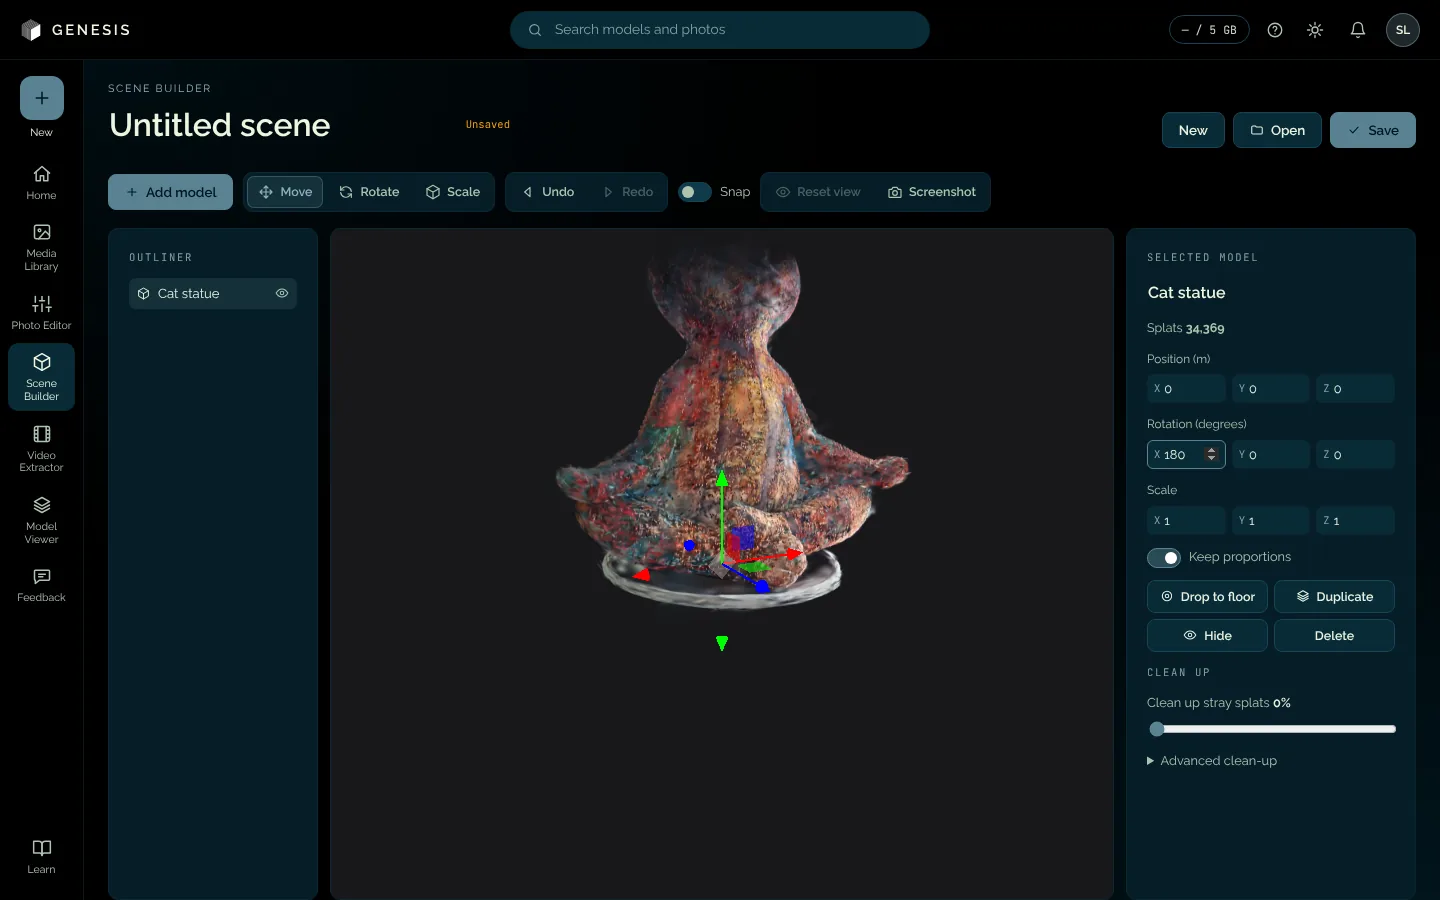 GENESIS
Search models and photos
— / 5 GB
SL
New
Home
Media
Library
Photo Editor
Scene
Builder
Video
Extractor
Model
Viewer
Feedback
Learn
SCENE BUILDER
Untitled scene
Unsaved
New
Open
Save
Add model
Move
Rotate
Scale
Undo
Redo
Snap
Reset view
Screenshot
OUTLINER
Cat statue
SELECTED MODEL
Cat statue
Splats 34,369
Position (m)
X 0 Y 0 Z 0
Rotation (degrees)
X 180 Y 0 Z 0
Scale
X 1 Y 1 Z 1
Keep proportions
Drop to floor
Duplicate
Hide
Delete
CLEAN UP
Clean up stray splats 0%
Advanced clean-up